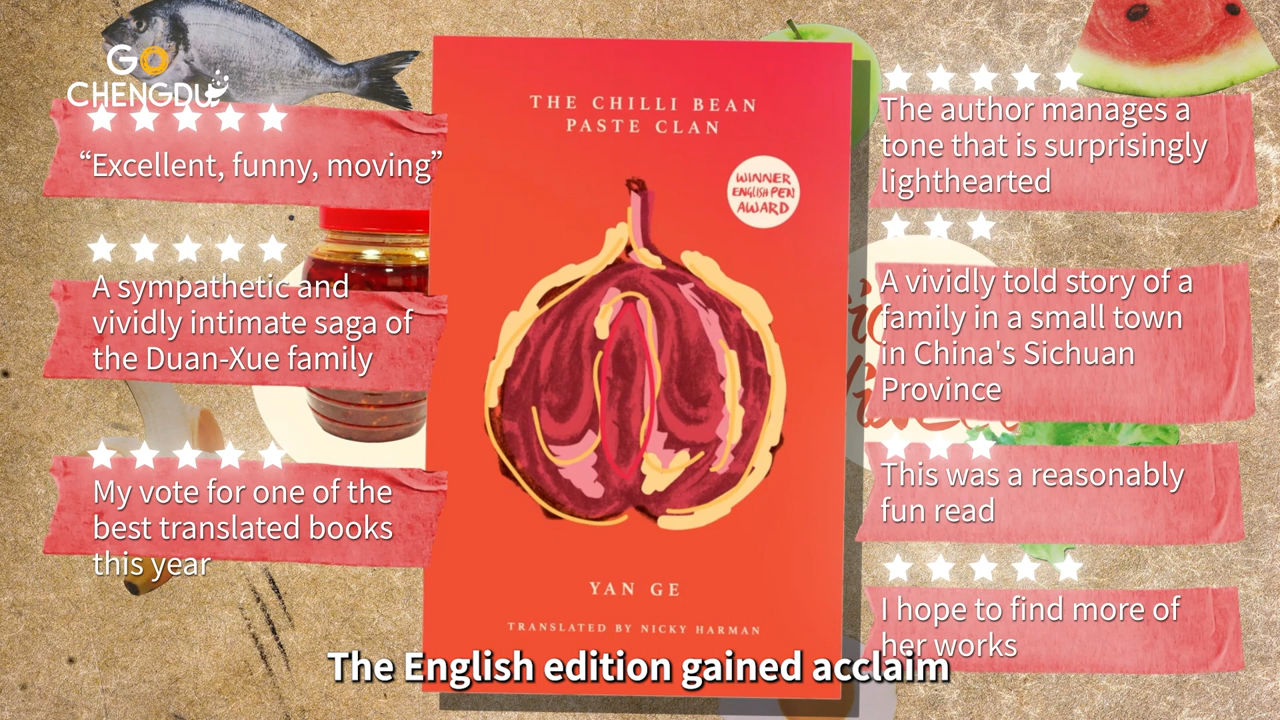 GO
CHENGDU
“Excellent, funny, moving”
A sympathetic and
vividly intimate saga of
the Duan-Xue family
My vote for one of the
best translated books
this year
THE CHILLI BEAN
PASTE CLAN
WINNER
ENGLISH PEN
AWARD
YAN GE
TRANSLATED BY NICKY HARMAN
The author manages a
tone that is surprisingly
lighthearted
A vividly told story of a
family in a small town
in China's Sichuan
Province
This was a reasonably
fun read
I hope to find more of
her works
The English edition gained acclaim